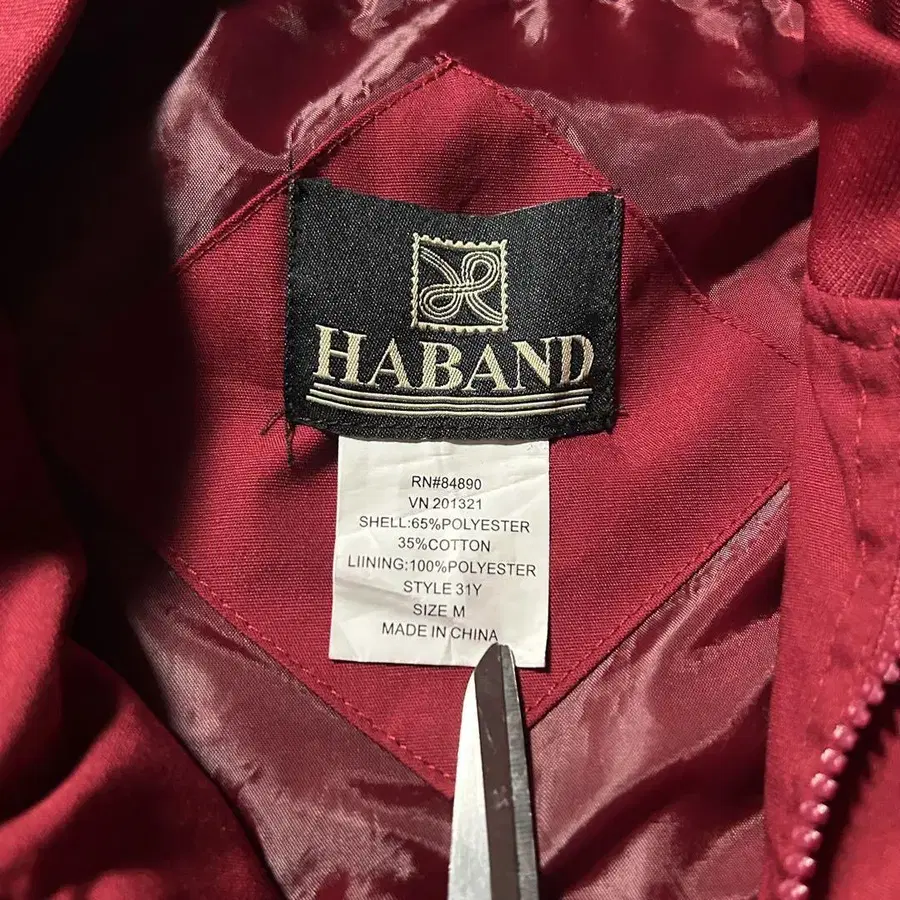 HABAND
RN#84890
VN 201321
SHELL:65%POLYESTER
35%COTTON
LIINING:100%POLYESTER
STYLE 31Y
SIZE M
MADE IN CHINA